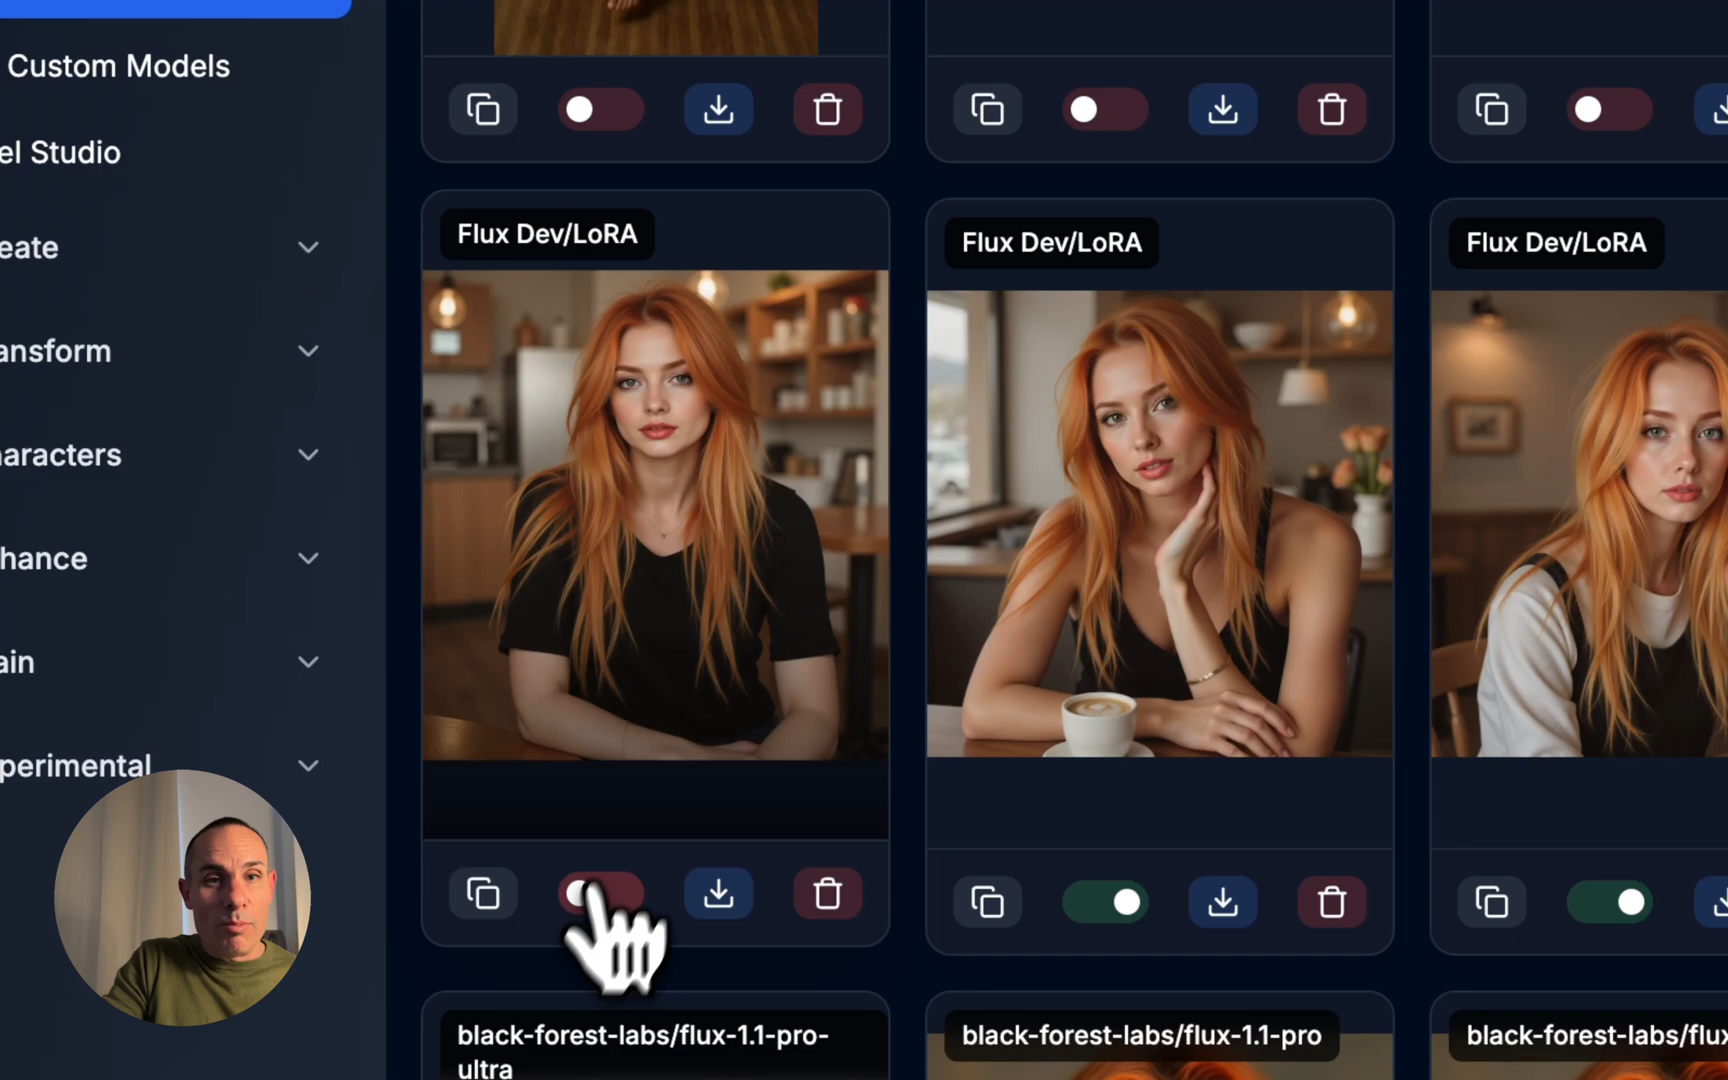 Custom Models
el Studio
eate
ansform
aracters
hance
ain
perimental
Flux Dev/LoRA
Flux Dev/LoRA
Flux Dev/LoRA
black-forest-labs/flux-1.1-pro-
ultra
black-forest-labs/flux-1.1-pro
black-forest-labs/flux